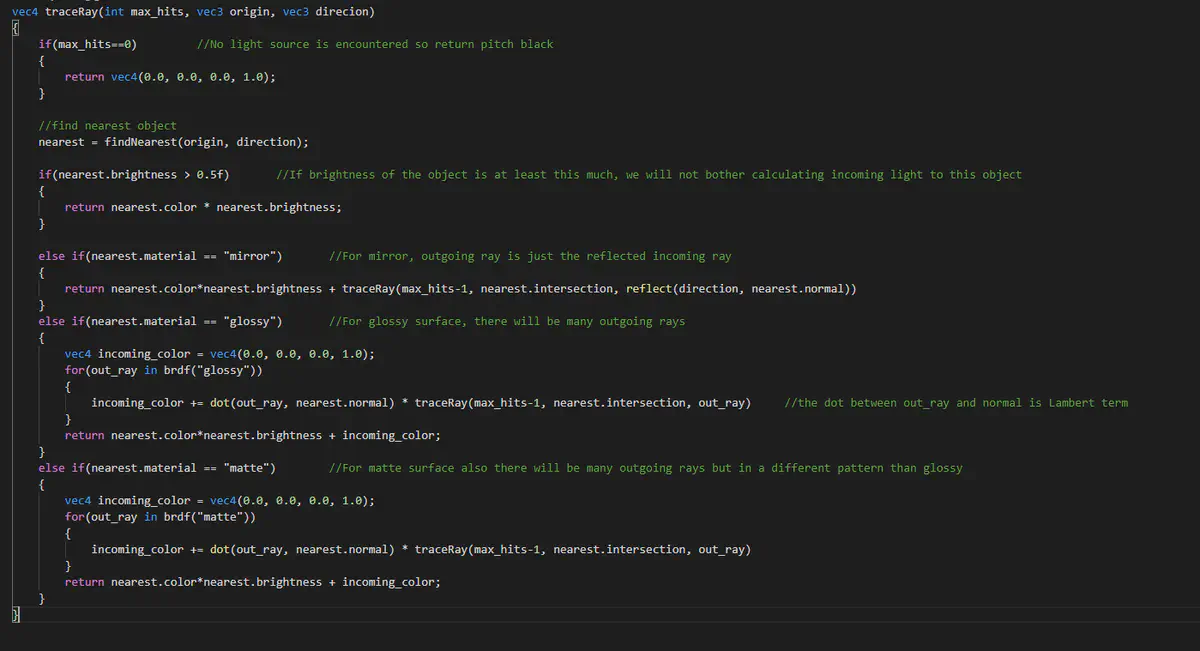 vec4 traceRay(int max_hits, vec3 origin, vec3 direcion)
{
if(max_hits==0) //No light source is encountered so return pitch black
{
return vec4(0.0, 0.0, 0.0, 1.0);
}
//find nearest object
nearest = findNearest(origin, direction);
if(nearest.brightness > 0.5f) //If brightness of the object is at least this much, we will not bother calculating incoming light to this object
{
return nearest.color * nearest.brightness;
}
else if(nearest.material == "mirror") //For mirror, outgoing ray is just the reflected incoming ray
{
return nearest.color*nearest.brightness + traceRay(max_hits-1, nearest.intersection, reflect(direction, nearest.normal))
}
else if(nearest.material == "glossy") //For glossy surface, there will be many outgoing rays
{
vec4 incoming_color = vec4(0.0, 0.0, 0.0, 1.0);
for(out_ray in brdf("glossy"))
{
incoming_color += dot(out_ray, nearest.normal) * traceRay(max_hits-1, nearest.intersection, out_ray) //the dot between out_ray and normal is Lambert term
}
return nearest.color*nearest.brightness + incoming_color;
}
else if(nearest.material == "matte") //For matte surface also there will be many outgoing rays but in a different pattern than glossy
{
vec4 incoming_color = vec4(0.0, 0.0, 0.0, 1.0);
for(out_ray in brdf("matte"))
{
incoming_color += dot(out_ray, nearest.normal) * traceRay(max_hits-1, nearest.intersection, out_ray)
}
return nearest.color*nearest.brightness + incoming_color;
}
}